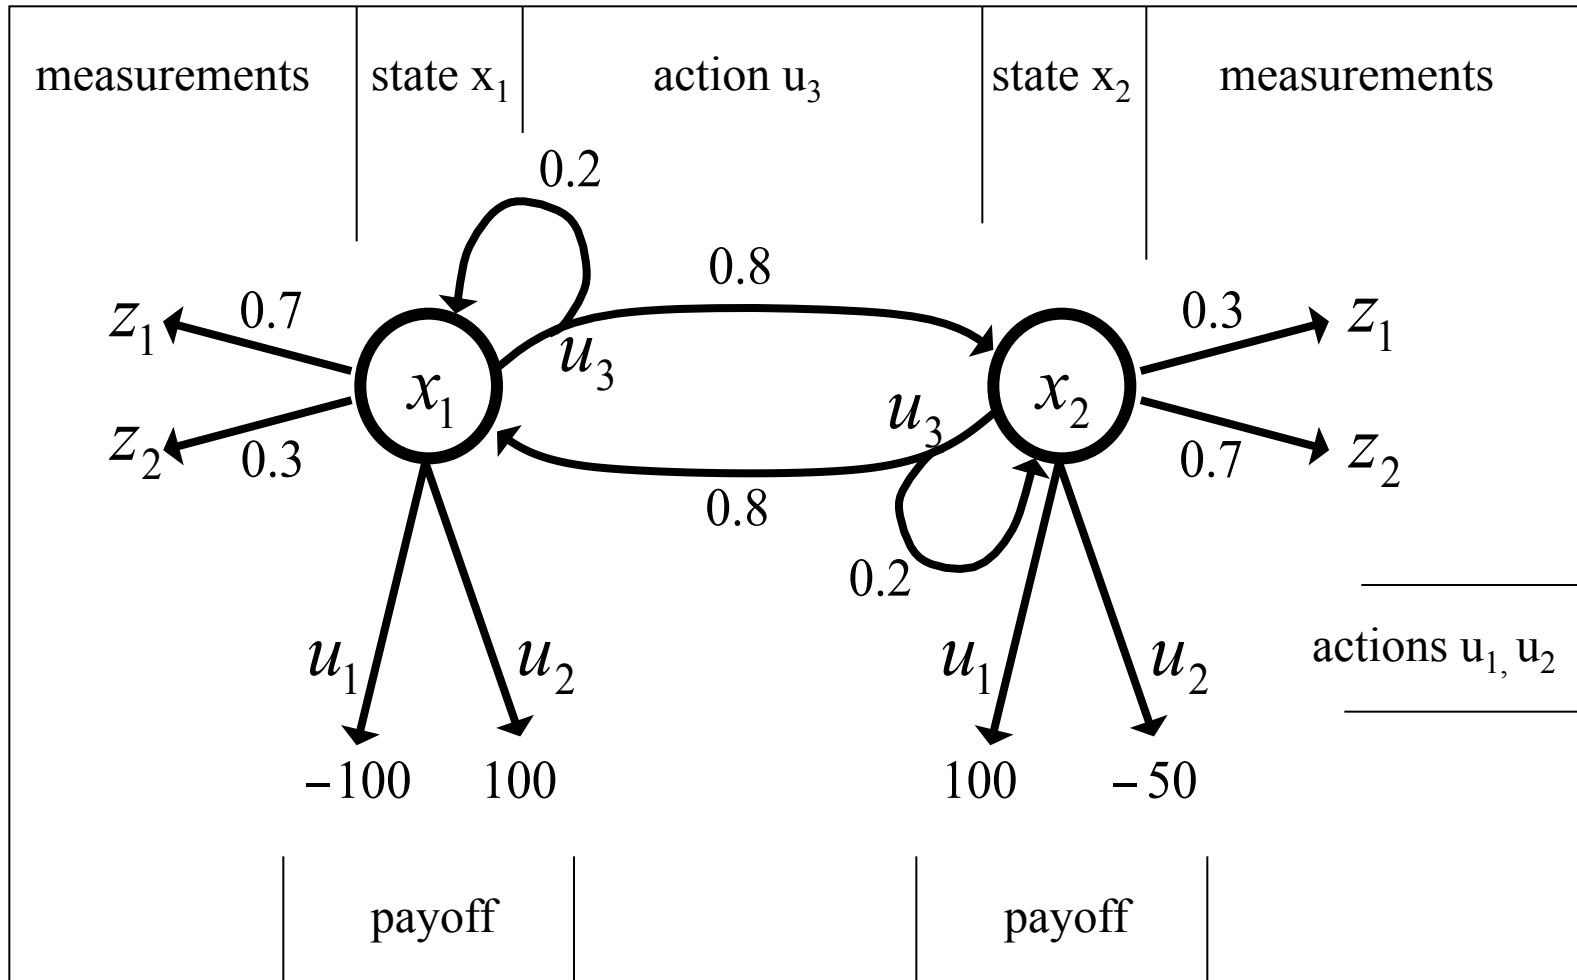 measurements state x₁ action u₃ state x₂ measurements
0.2
0.8
z₁ 0.7 0.3 z₁
u₃
x₁ x₂
u₃
z₂ 0.3 0.7 z₂
0.8
0.2
u₁ u₂ u₁ u₂ actions u₁, u₂
−100 100 100 −50
payoff payoff